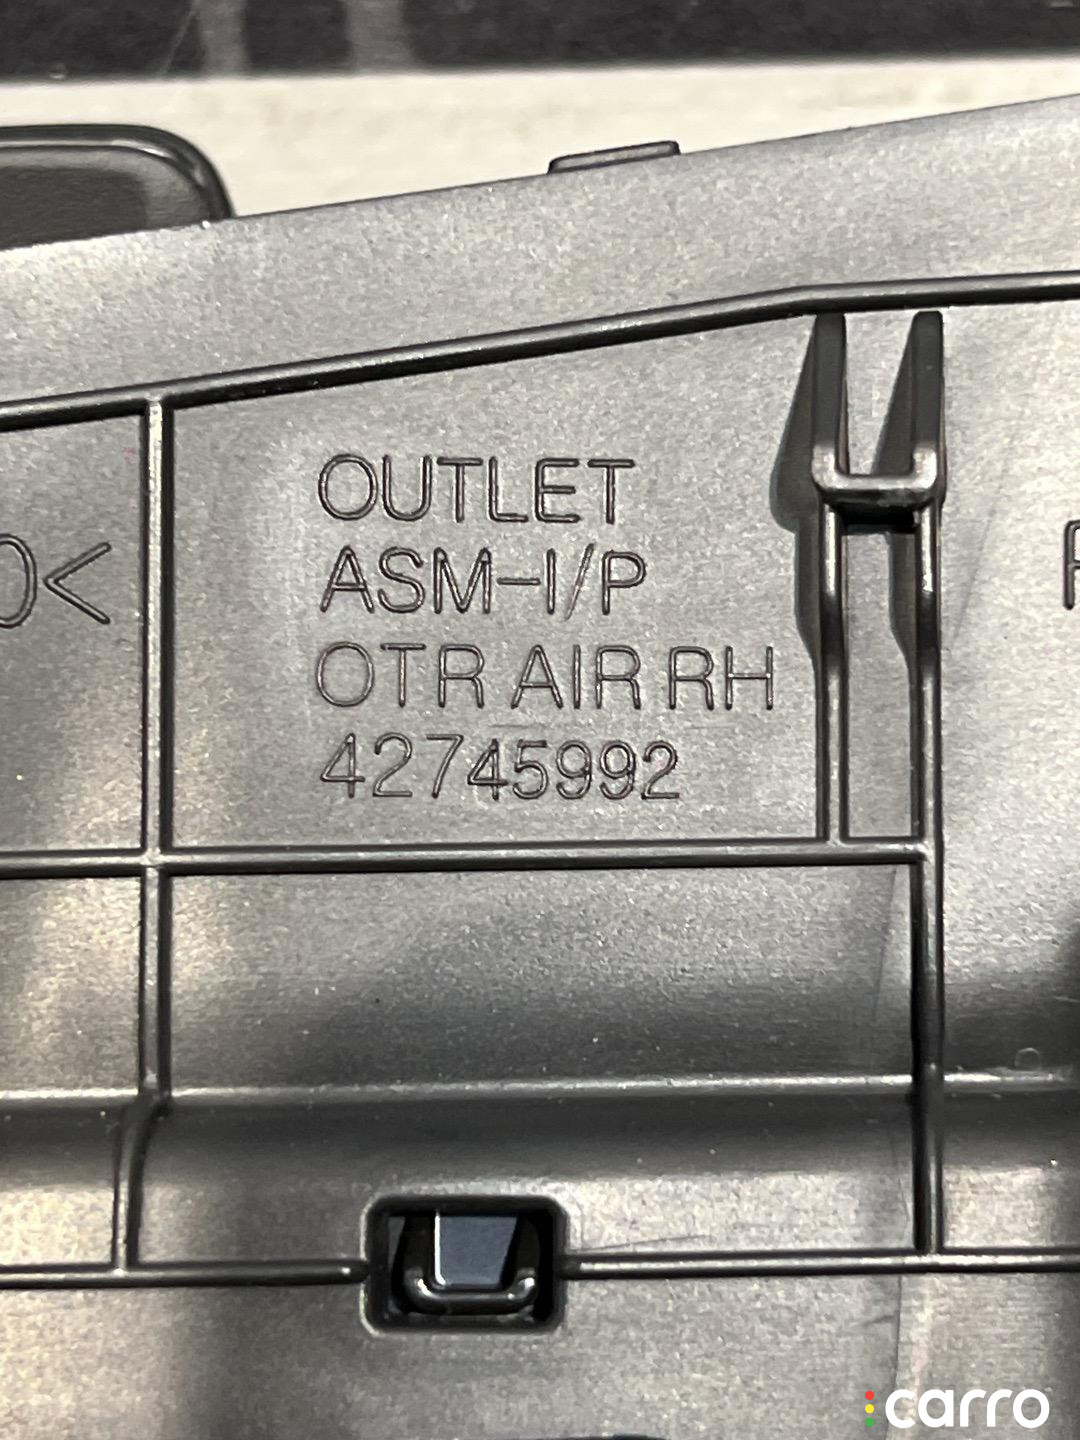 OUTLET
ASM-I/P
OTR AIR RH
42745992
carro